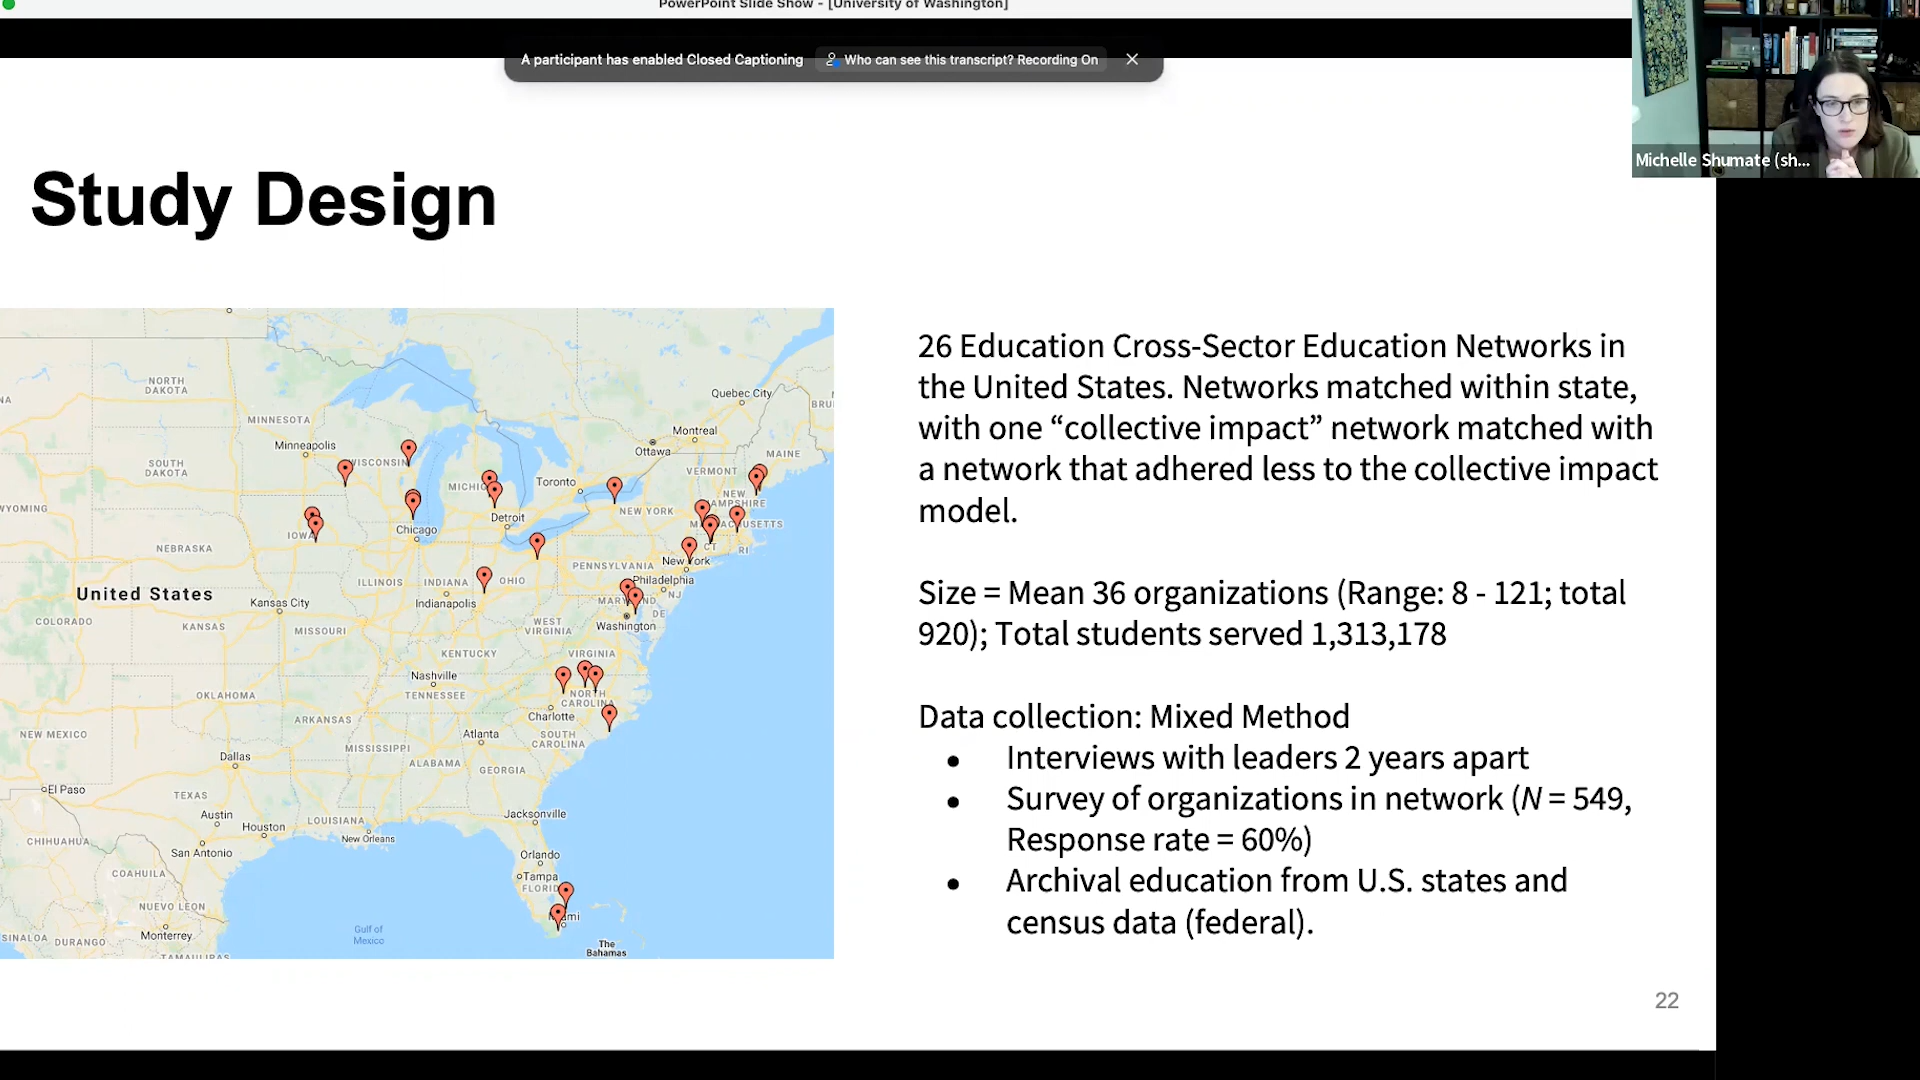 PowerPoint Slide Show - [University of Washington]
A participant has enabled Closed Captioning
Who can see this transcript? Recording On
Michelle Shumate (sh...
Study Design
26 Education Cross-Sector Education Networks in
the United States. Networks matched within state,
with one “collective impact” network matched with
a network that adhered less to the collective impact
model.
Size = Mean 36 organizations (Range: 8 - 121; total
920); Total students served 1,313,178
Data collection: Mixed Method
● Interviews with leaders 2 years apart
● Survey of organizations in network (N = 549,
Response rate = 60%)
● Archival education from U.S. states and
census data (federal).
22
NORTH
DAKOTA
MINNESOTA
Minneapolis
SOUTH
DAKOTA
WISCONSIN
Quebec City
Montreal
Ottawa
MAINE
VERMONT
Toronto
NEW
HAMPSHIRE
NEW YORK
Detroit
Chicago
IOWA
CT
RI
NEBRASKA
New York
PENNSYLVANIA
ILLINOIS
INDIANA
OHIO
Philadelphia
NJ
United States
Kansas City
Indianapolis
DE
Washington
COLORADO
KANSAS
MISSOURI
WEST
VIRGINIA
KENTUCKY
VIRGINIA
Nashville
TENNESSEE
OKLAHOMA
NORTH
CAROLINA
Charlotte
ARKANSAS
NEW MEXICO
Atlanta
SOUTH
CAROLINA
MISSISSIPPI
Dallas
ALABAMA
GEORGIA
El Paso
TEXAS
Austin
LOUISIANA
Jacksonville
Houston
New Orleans
CHIHUAHUA
San Antonio
Orlando
Tampa
COAHUILA
NUEVO LEON
Monterrey
Gulf of
Mexico
SINALOA
DURANGO
TAMAULIPAS
The
Bahamas